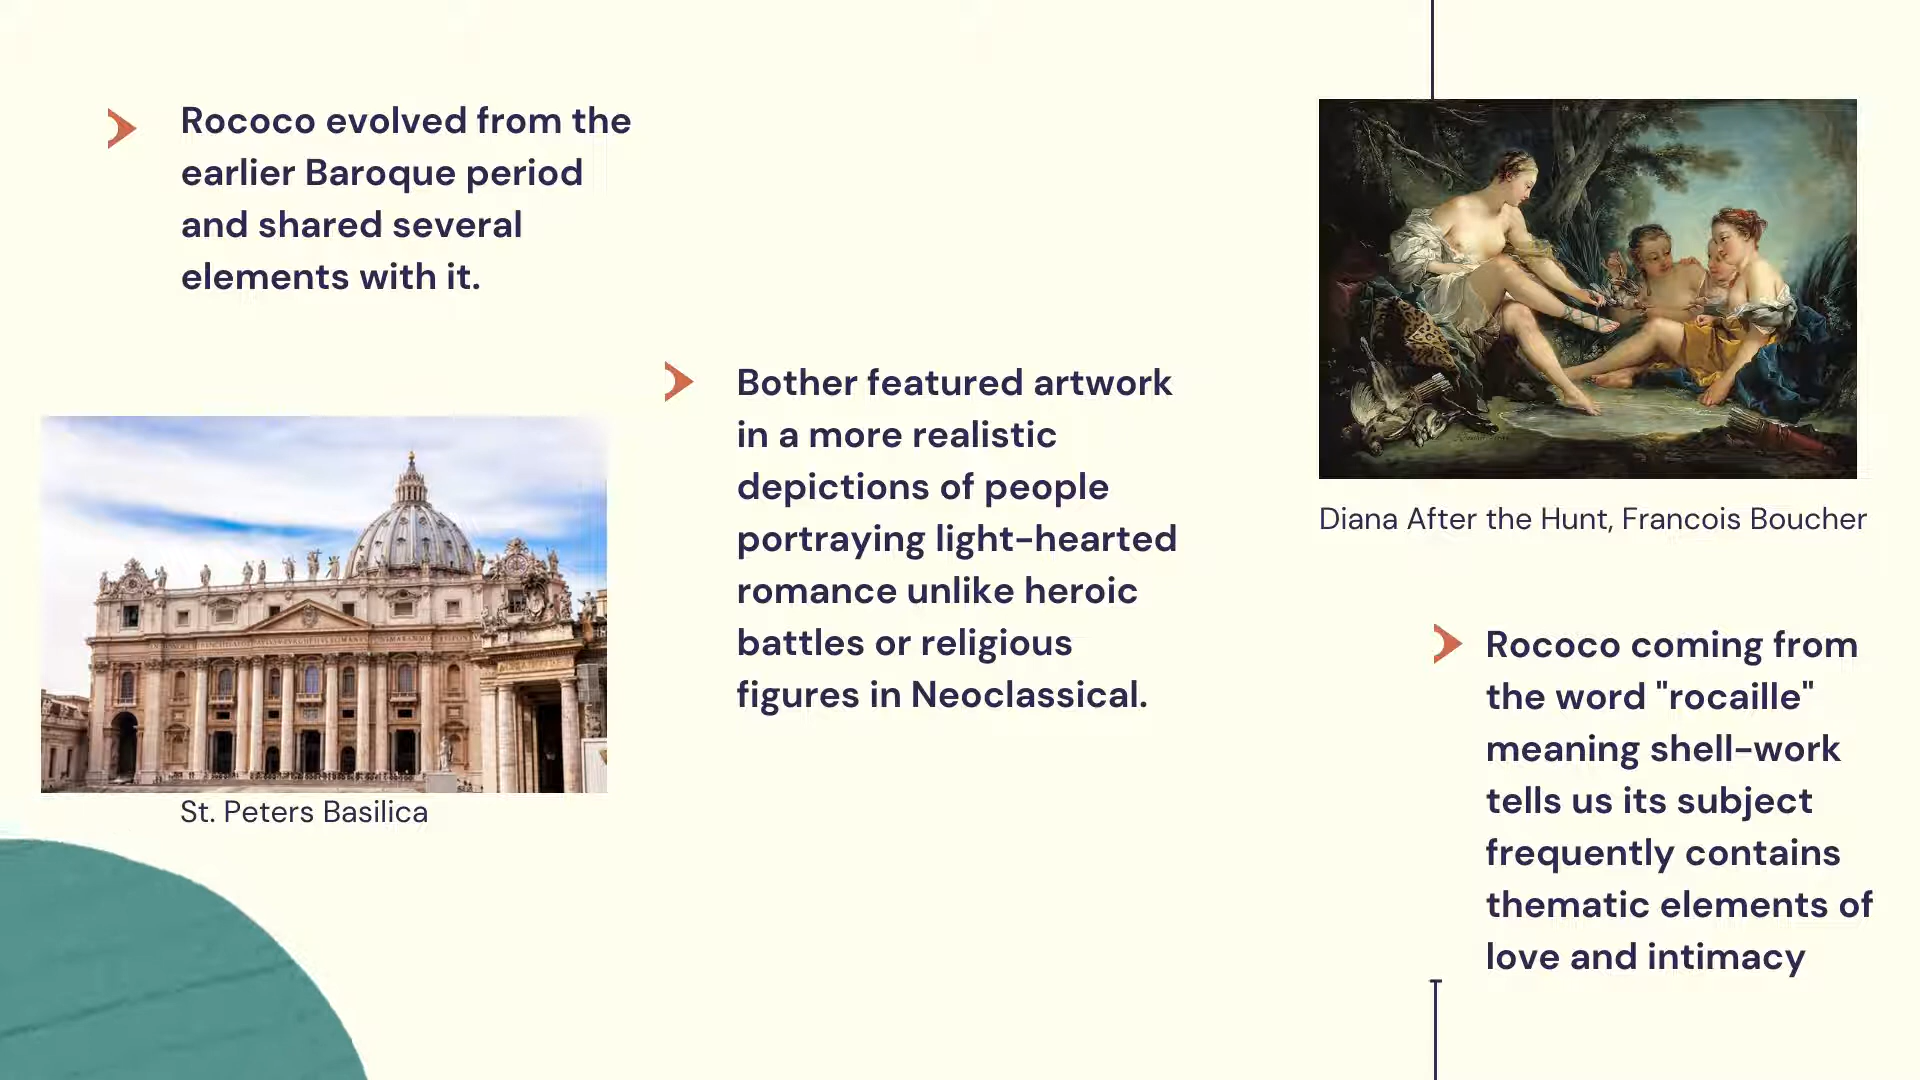 Rococo evolved from the
earlier Baroque period
and shared several
elements with it.
St. Peters Basilica
Bother featured artwork
in a more realistic
depictions of people
portraying light-hearted
romance unlike heroic
battles or religious
figures in Neoclassical.
Diana After the Hunt, Francois Boucher
Rococo coming from
the word "rocaille"
meaning shell-work
tells us its subject
frequently contains
thematic elements of
love and intimacy